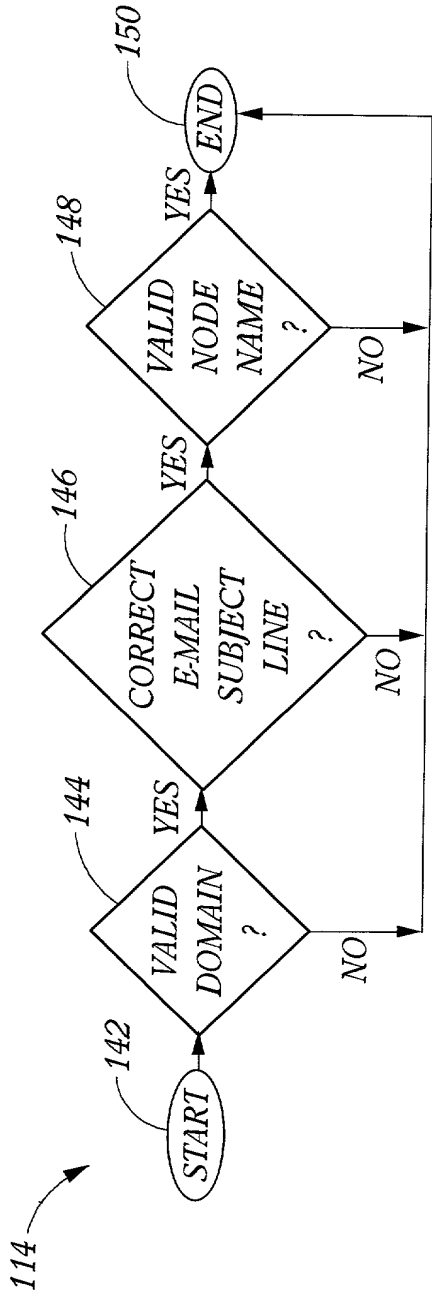 114
142
START
144
VALID
DOMAIN
?
YES
NO
146
CORRECT
E-MAIL
SUBJECT
LINE
?
YES
NO
148
VALID
NODE
NAME
?
YES
NO
150
END